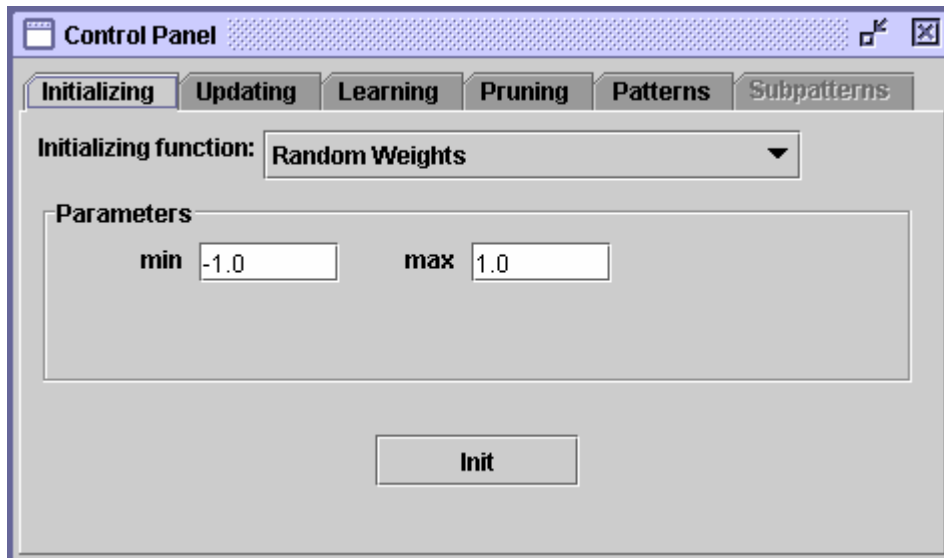 Control Panel
Initializing Updating Learning Pruning Patterns Subpatterns
Initializing function: Random Weights
Parameters
min -1.0 max 1.0
Init